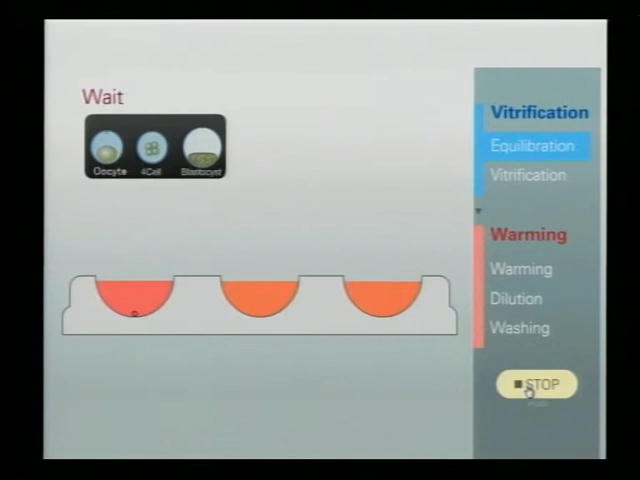 Wait
Oocyte 4Cell Blastocyst
Vitrification
Equilibration
Vitrification
Warming
Warming
Dilution
Washing
STOP